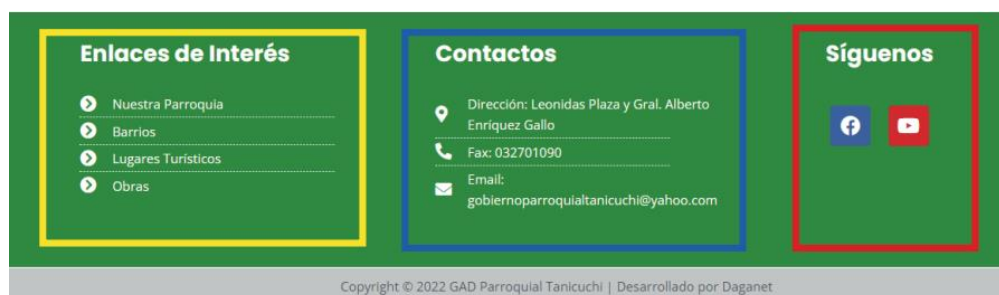 Enlaces de Interés
Nuestra Parroquia
Barrios
Lugares Turísticos
Obras
Contactos
Dirección: Leonidas Plaza y Gral. Alberto
Enríquez Gallo
Fax: 032701090
Email:
gobiernoparroquialtanicuchi@yahoo.com
Síguenos
Copyright © 2022 GAD Parroquial Tanicuchi | Desarrollado por Daganet